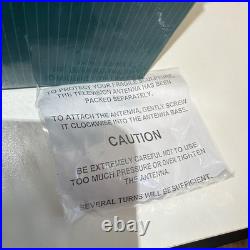 TO PROTECT YOUR FRAGILE SCULPTURE,
THE TELEVISION ANTENNA HAS BEEN
PACKED SEPARATELY.
TO ATTACH THE ANTENNA, GENTLY SCREW
IT CLOCKWISE INTO THE ANTENNA BASE.
CAUTION
BE EXTREMELY CAREFUL NOT TO USE
TOO MUCH PRESSURE OR OVER TIGHTEN
THE ANTENNA.
SEVERAL TURNS WILL BE SUFFICIENT.